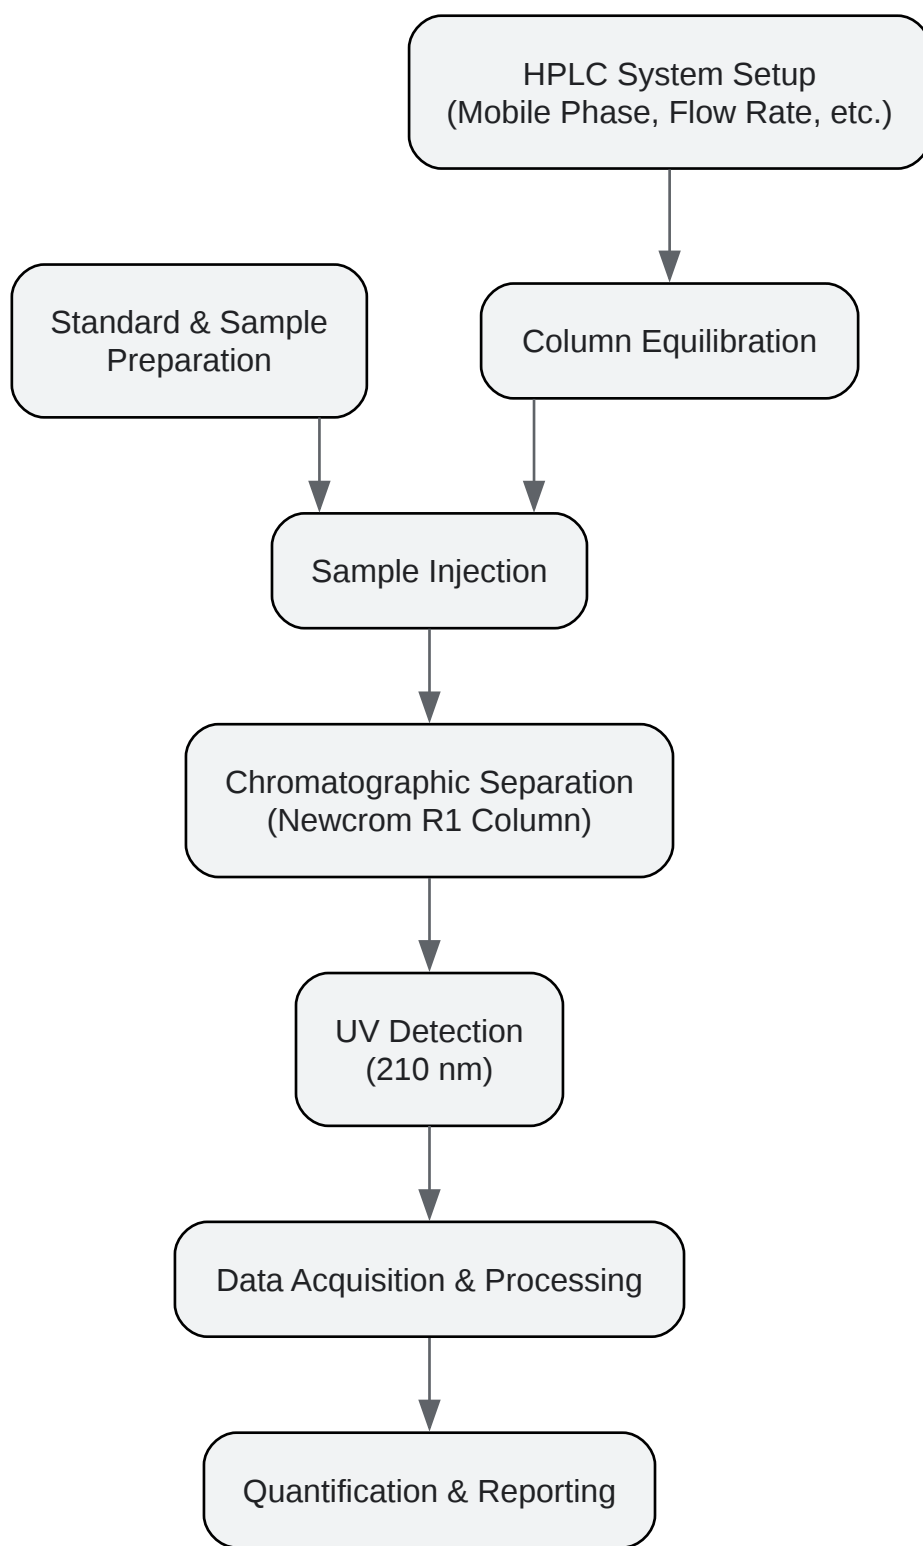 HPLC System Setup
(Mobile Phase, Flow Rate, etc.)
Standard & Sample
Preparation
Column Equilibration
Sample Injection
Chromatographic Separation
(Newcrom R1 Column)
UV Detection
(210 nm)
Data Acquisition & Processing
Quantification & Reporting